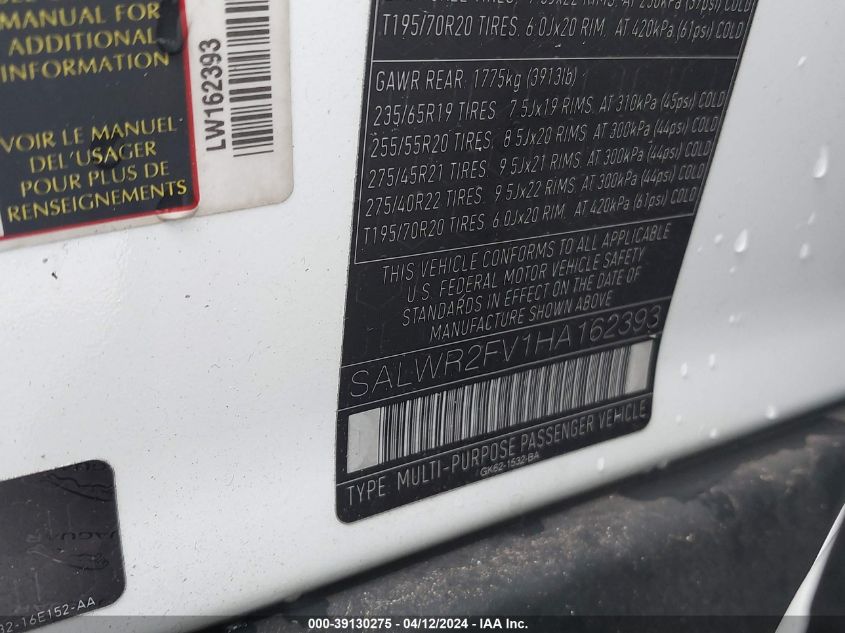 MANUAL FOR
ADDITIONAL
INFORMATION
VOIR LE MANUEL
DE L'USAGER
POUR PLUS DE
RENSEIGNEMENTS
LW162393
T195/70R20 TIRES. 6.0Jx20 RIM. AT 420kPa (61psi) COLD
GAWR REAR: 1775kg (3913lb)
235/65R19 TIRES 7.5Jx19 RIMS. AT 310kPa (45psi) COLD
255/55R20 TIRES 8.5Jx20 RIMS. AT 300kPa (44psi) COLD
275/45R21 TIRES 9.5Jx21 RIMS. AT 300kPa (44psi) COLD
275/40R22 TIRES 9.5Jx22 RIMS. AT 300kPa (44psi) COLD
T195/70R20 TIRES 6.0Jx20 RIM. AT 420kPa (61psi) COLD
THIS VEHICLE CONFORMS TO ALL APPLICABLE
U.S. FEDERAL MOTOR VEHICLE SAFETY
STANDARDS IN EFFECT ON THE DATE OF
MANUFACTURE SHOWN ABOVE
SALWR2FV1HA162393
TYPE: MULTI-PURPOSE PASSENGER VEHICLE
GK62-1532-BA
32-16E152-AA
000-39130275 - 04/12/2024 - IAAI.com